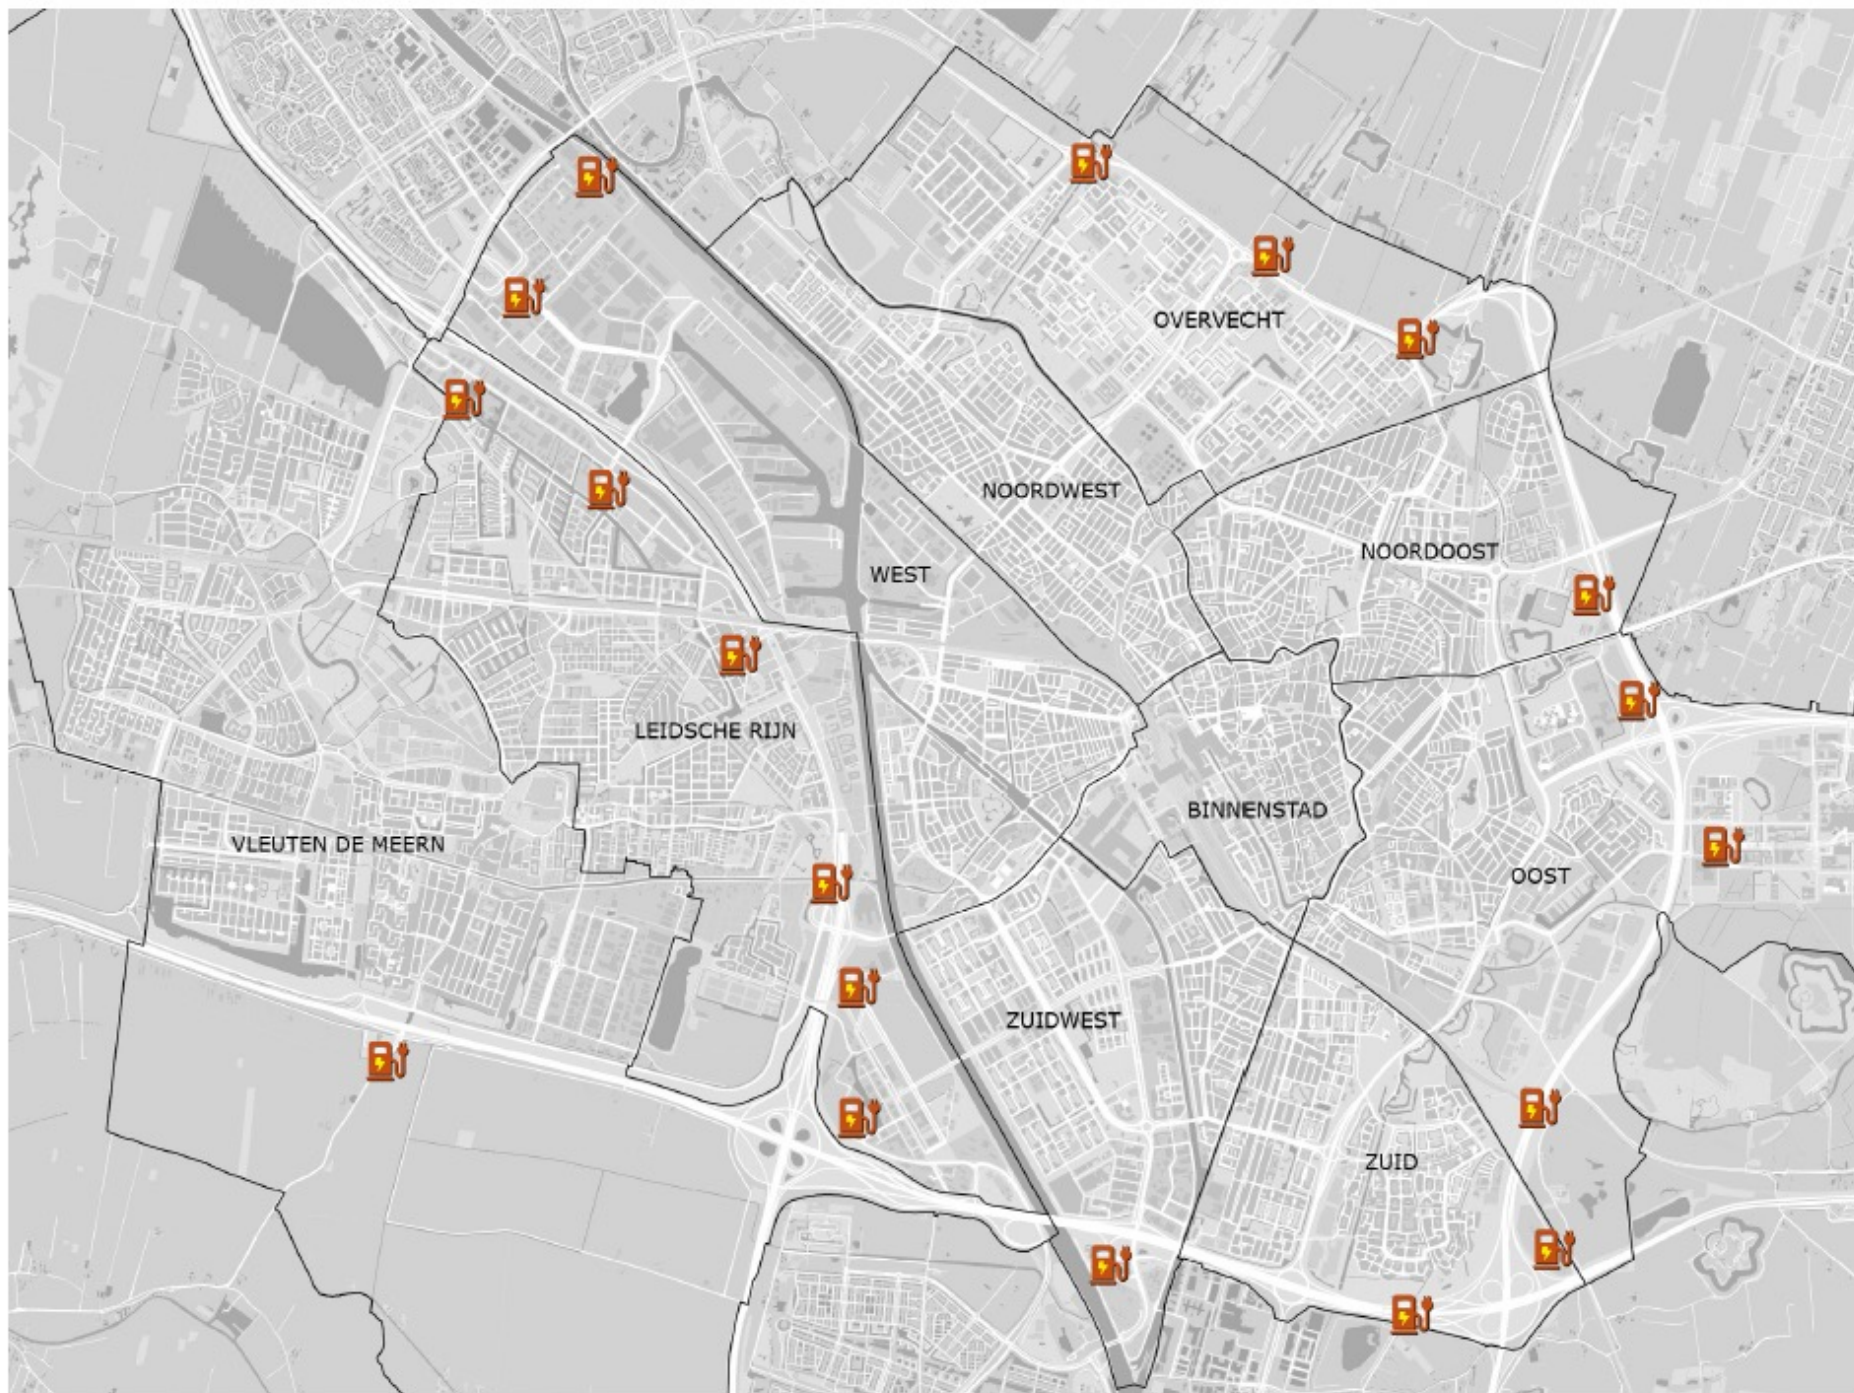 OVERVECHT
NOORDWEST
NOORDOOST
WEST
LEIDSCHE RIJN
BINNENSTAD
VLEUTEN DE MEERN
OOST
ZUIDWEST
ZUID